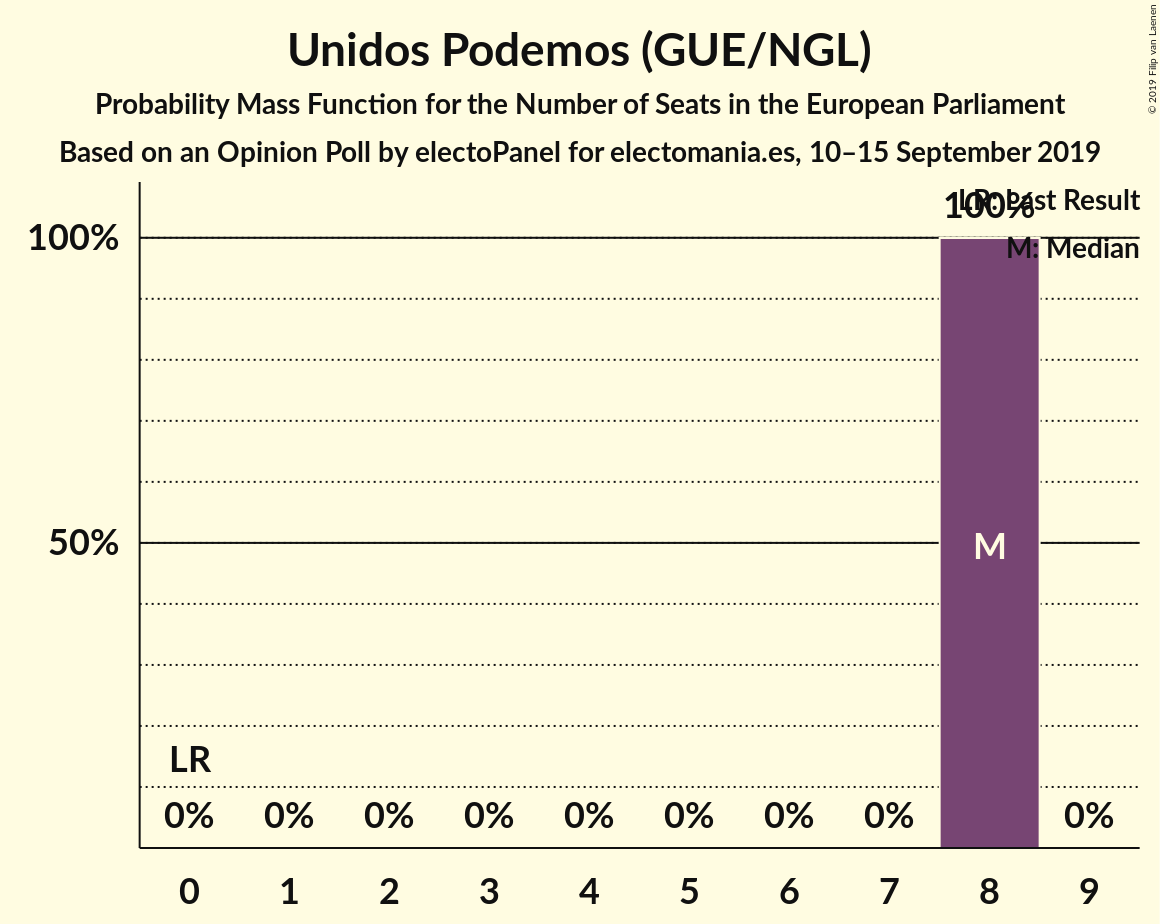 Unidos Podemos (GUE/NGL)
Probability Mass Function for the Number of Seats in the European Parliament
Based on an Opinion Poll by electoPanel for electomania.es, 10–15 September 2019
© 2019 Filip van Laenen
LR: Last Result
M: Median
100%
100%
50%
M
LR
0% 0% 0% 0% 0% 0% 0% 0% 0%
0 1 2 3 4 5 6 7 8 9